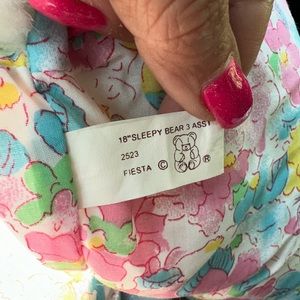 18" SLEEPY BEAR 3 ASST
2523
FIESTA © ®